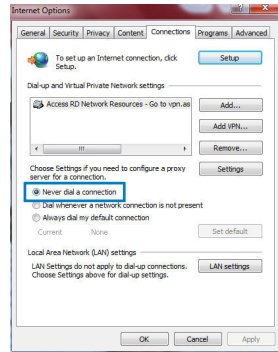 Internet Options
General Security Privacy Content Connections Programs Advanced
To set up an Internet connection, click
Setup.
Setup
Dial-up and Virtual Private Network settings
Access RD Network Resources - Go to vpn.as
Add...
Add VPN...
Remove...
Choose Settings if you need to configure a proxy
server for a connection.
Settings
Never dial a connection
Dial whenever a network connection is not present
Always dial my default connection
Current None
Set default
Local Area Network (LAN) settings
LAN Settings do not apply to dial-up connections.
Choose Settings above for dial-up settings.
LAN settings
OK Cancel Apply